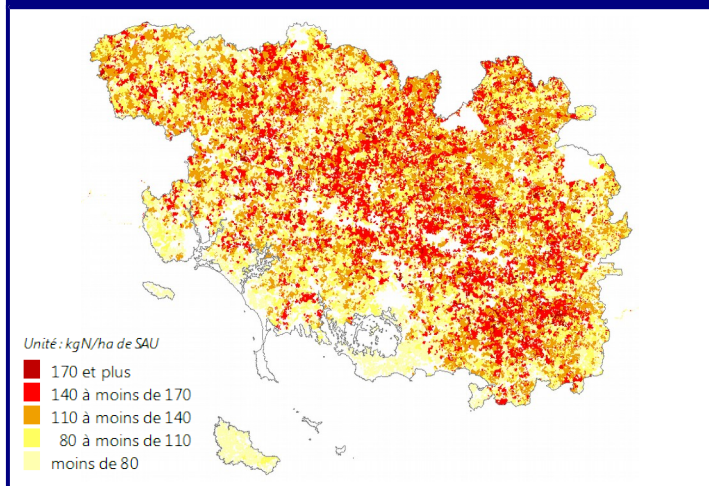 Unité : kgN/ha de SAU
170 et plus
140 à moins de 170
110 à moins de 140
80 à moins de 110
moins de 80